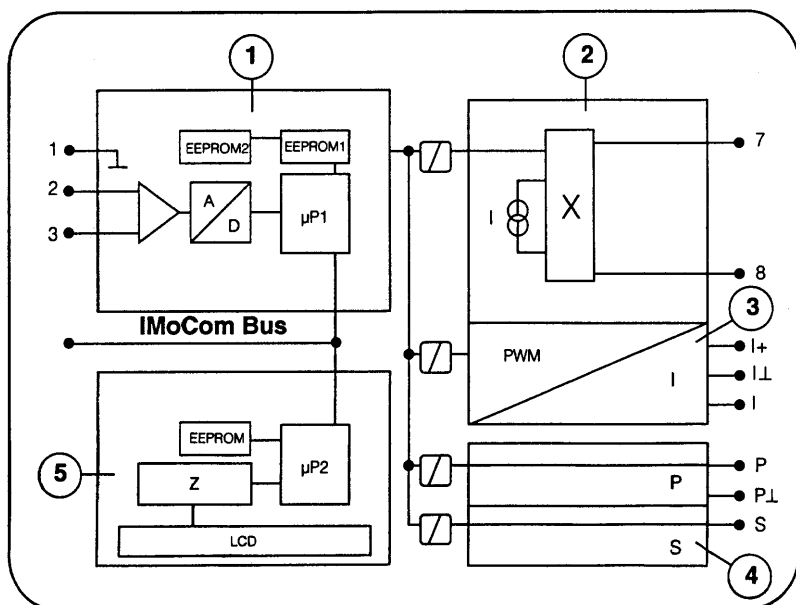 1
2
EEPROM2
EEPROM1
1
2
3
A
D
µP1
I
X
7
8
IMoCom Bus
3
PWM
I
I+
I⊥
I
5
EEPROM
µP2
Z
LCD
P
S
P
P⊥
S
4